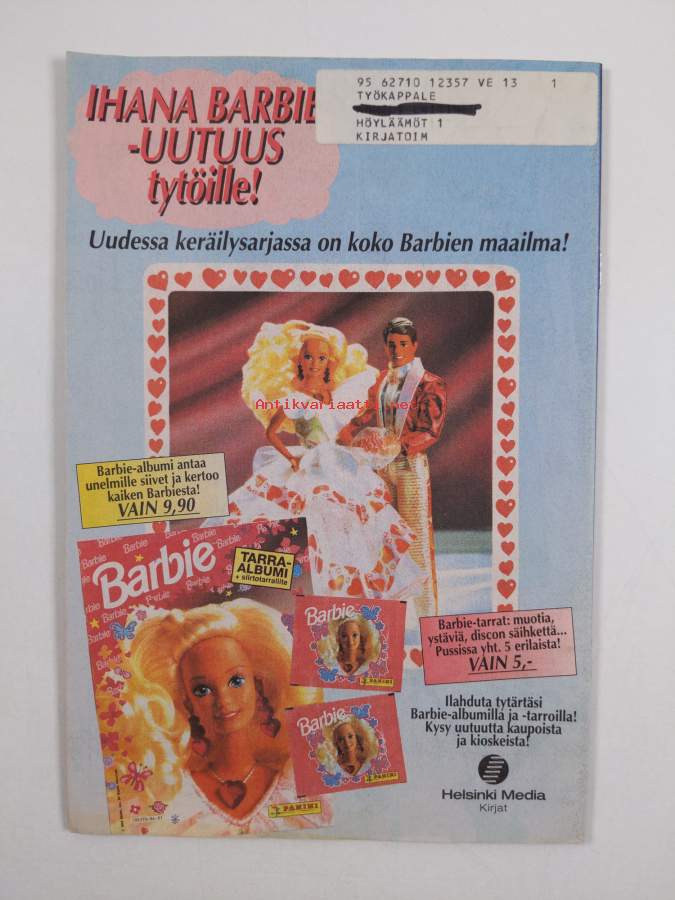 95 62710 12357 VE 13 1
TYÖKAPPALE
HÖYLÄÄMÖT 1
KIRJATOIM
IHANA BARBIE
-UUTUUS
tytöille!
Uudessa keräilysarjassa on koko Barbien maailma!
Antikvariaatti.net
Barbie-albumi antaa
unelmille siivet ja kertoo
kaiken Barbiesta!
VAIN 9,90
Barbie
TARRA-
ALBUMI
+ siirtotarraliite
Barbie
PANINI
Barbie
PANINI
PANINI
Barbie-tarrat: muotia,
ystäviä, discon säihkettä...
Pussissa yht. 5 erilaista!
VAIN 5,-
Ilahduta tytärtäsi
Barbie-albumilla ja -tarroilla!
Kysy uutuutta kaupoista
ja kioskeista!
Helsinki Media
Kirjat